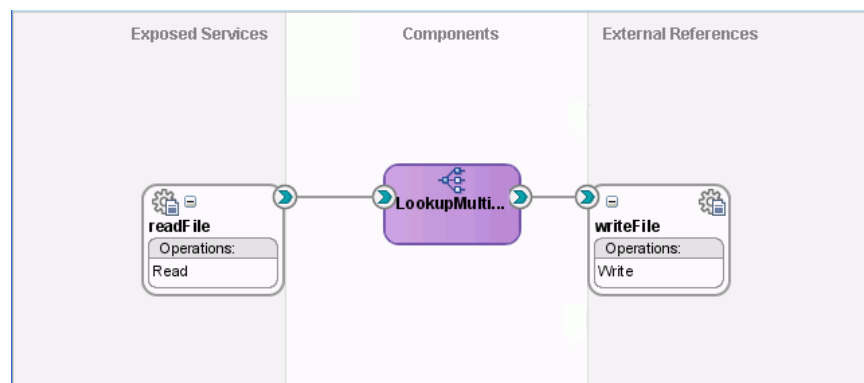 Exposed Services
Components
External References
readFile
Operations:
Read
LookupMulti...
writeFile
Operations:
Write